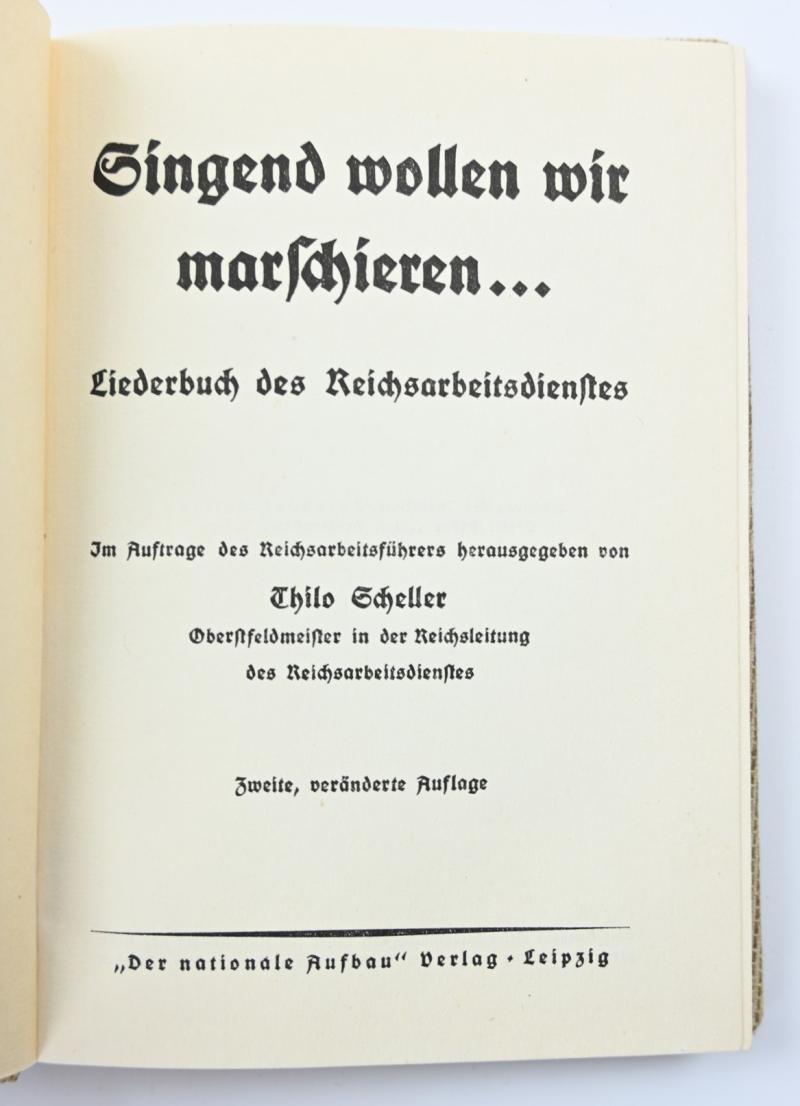 Singend wollen wir
marschieren...
Liederbuch des Reichsarbeitsdienstes
Im Auftrage des Reichsarbeitsführers herausgegeben von
Thilo Scheller
Oberstfeldmeister in der Reichsleitung
des Reichsarbeitsdienstes
Zweite, veränderte Auflage
„Der nationale Aufbau“ Verlag · Leipzig